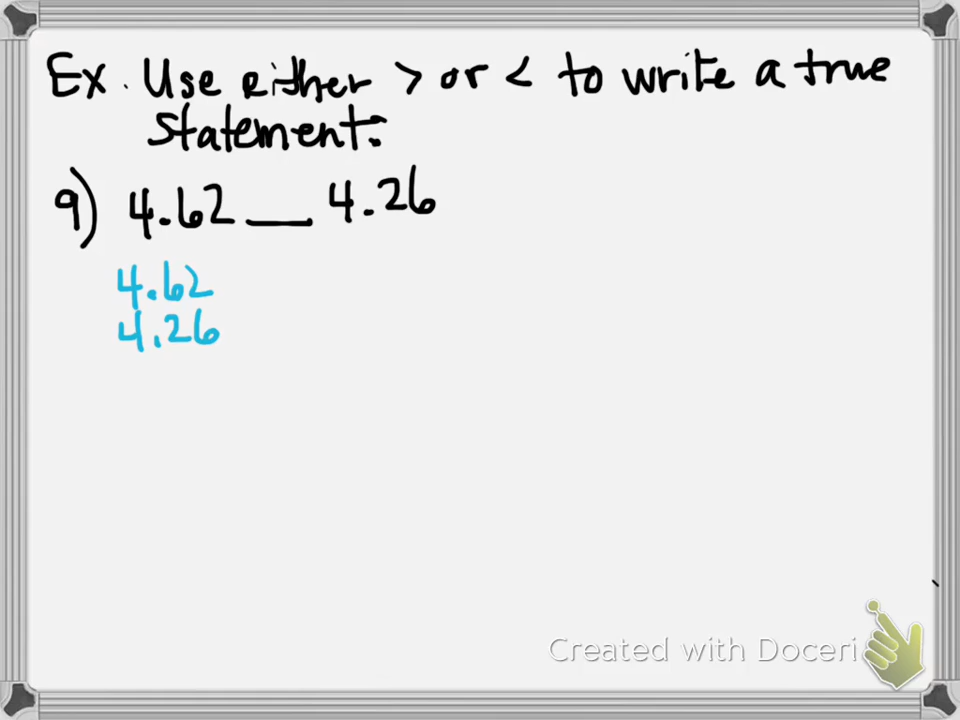 Ex. Use either > or < to write a true
statement:
9) 4.62 __ 4.26
4.62
4.26
Created with Doceri